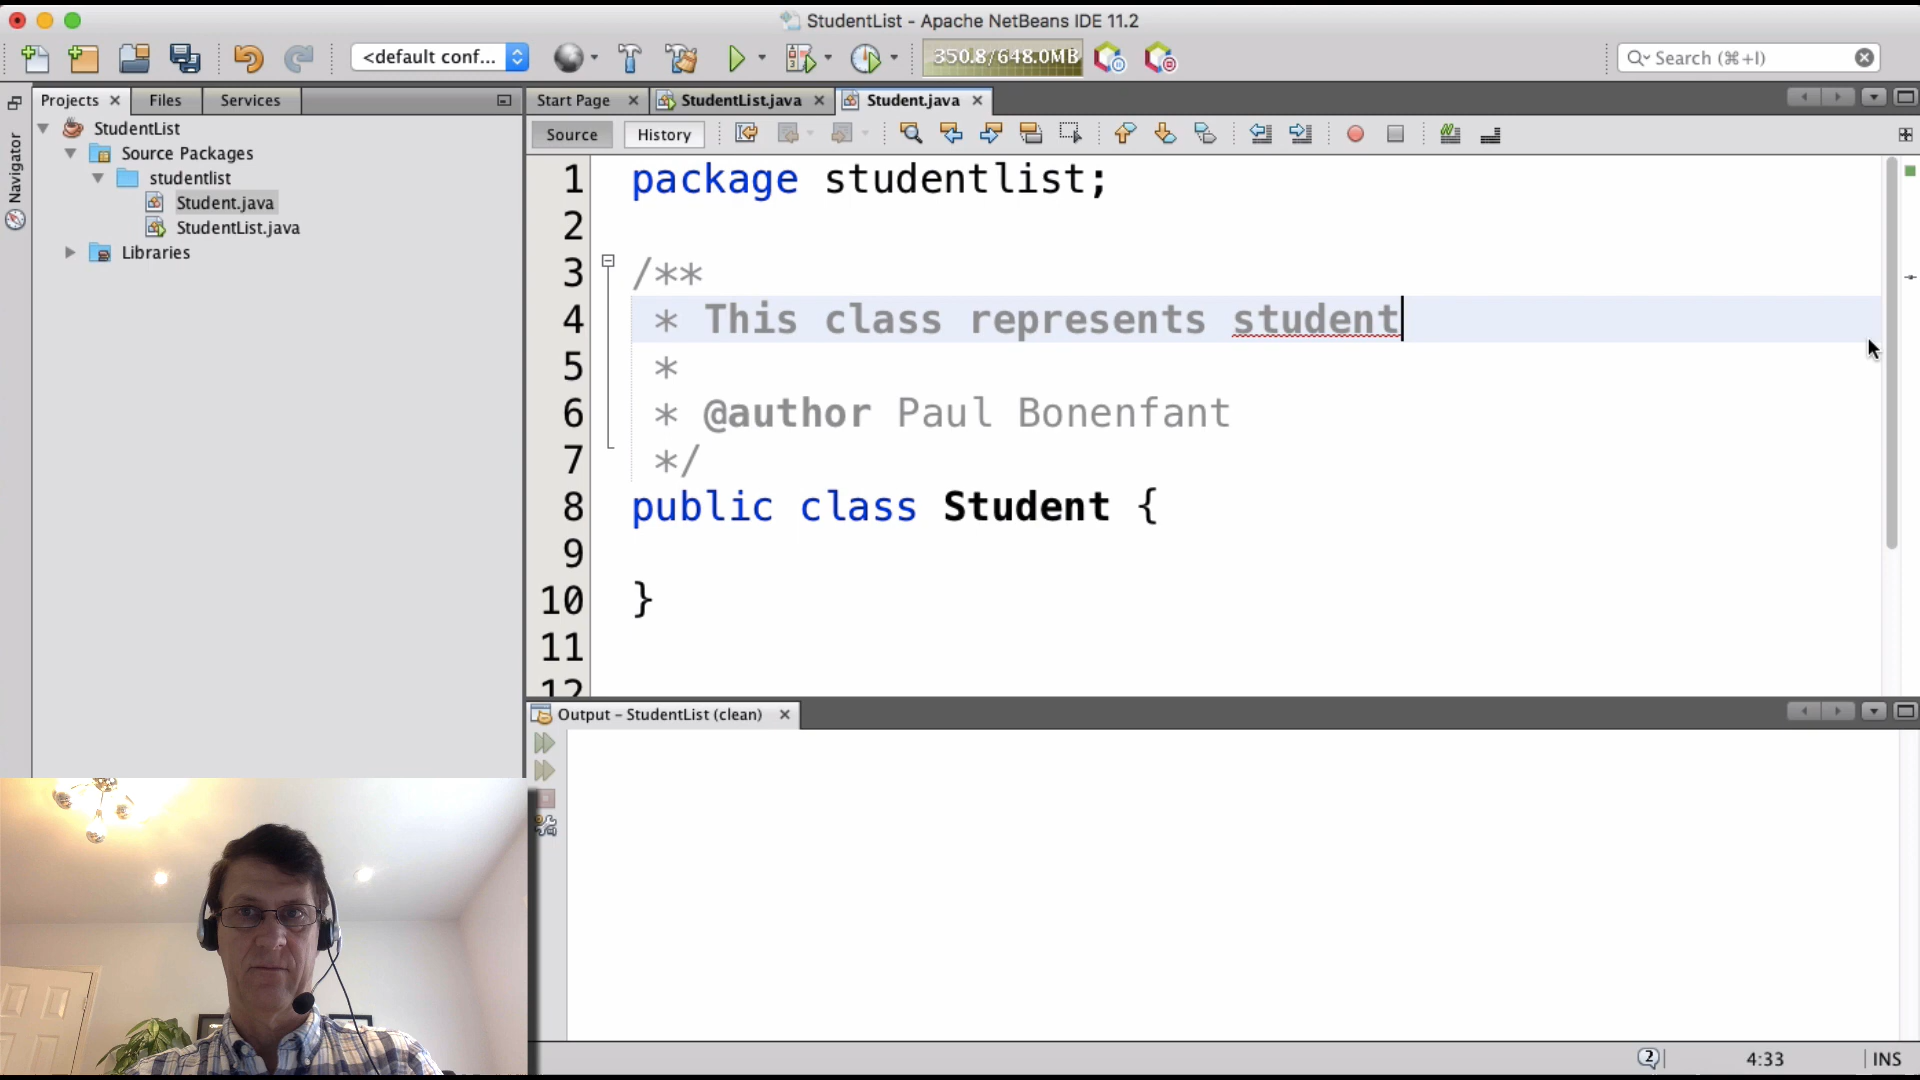 StudentList - Apache NetBeans IDE 11.2
<default conf...
350.8/648.0MB
Search (⌘+I)
Projects
Files
Services
Start Page
StudentList.java
Student.java
Source
History
Navigator
StudentList
Source Packages
studentlist
Student.java
StudentList.java
Libraries
1 package studentlist;
2
3 /**
4 * This class represents student
5 *
6 * @author Paul Bonenfant
7 */
8 public class Student {
9
10 }
11
12
Output - StudentList (clean)
2
4:33
INS